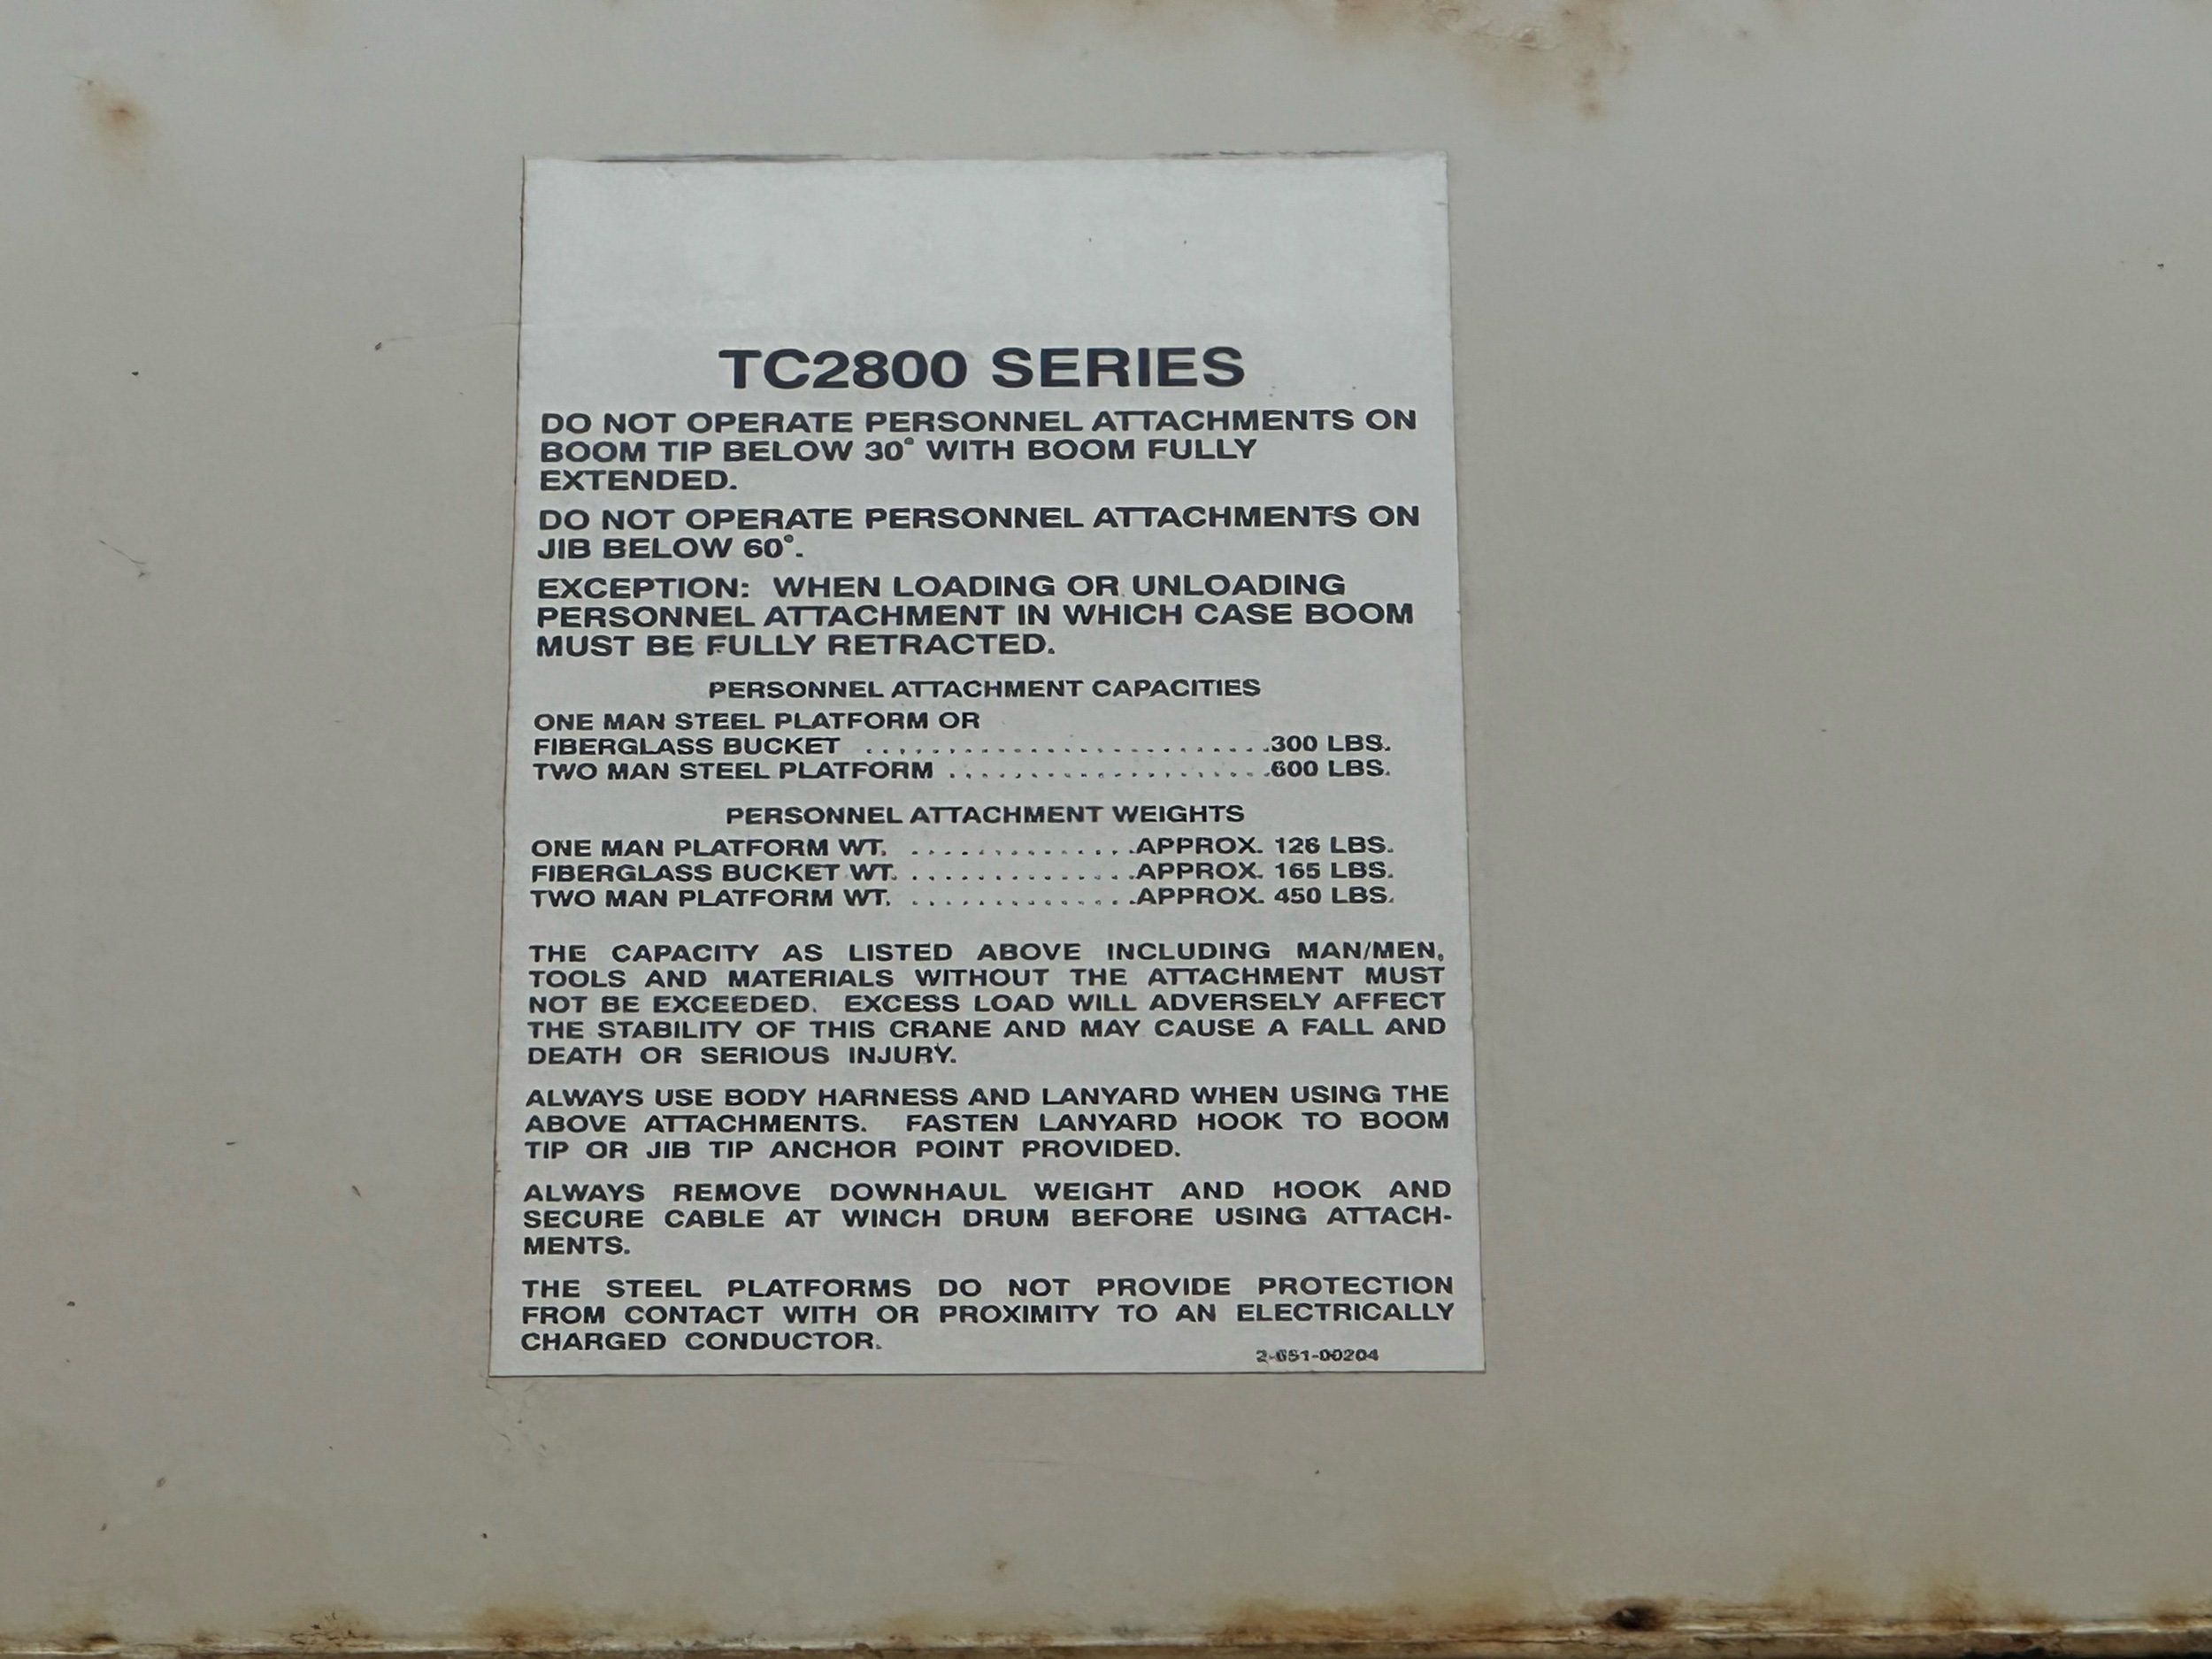 TC2800 SERIES
DO NOT OPERATE PERSONNEL ATTACHMENTS ON
BOOM TIP BELOW 30° WITH BOOM FULLY
EXTENDED.
DO NOT OPERATE PERSONNEL ATTACHMENTS ON
JIB BELOW 60°.
EXCEPTION: WHEN LOADING OR UNLOADING
PERSONNEL ATTACHMENT IN WHICH CASE BOOM
MUST BE FULLY RETRACTED.
PERSONNEL ATTACHMENT CAPACITIES
ONE MAN STEEL PLATFORM OR
FIBERGLASS BUCKET ........................300 LBS.
TWO MAN STEEL PLATFORM ...................600 LBS.
PERSONNEL ATTACHMENT WEIGHTS
ONE MAN PLATFORM WT. ..............APPROX. 126 LBS.
FIBERGLASS BUCKET WT. ..............APPROX. 165 LBS.
TWO MAN PLATFORM WT. ..............APPROX. 450 LBS.
THE CAPACITY AS LISTED ABOVE INCLUDING MAN/MEN,
TOOLS AND MATERIALS WITHOUT THE ATTACHMENT MUST
NOT BE EXCEEDED. EXCESS LOAD WILL ADVERSELY AFFECT
THE STABILITY OF THIS CRANE AND MAY CAUSE A FALL AND
DEATH OR SERIOUS INJURY.
ALWAYS USE BODY HARNESS AND LANYARD WHEN USING THE
ABOVE ATTACHMENTS. FASTEN LANYARD HOOK TO BOOM
TIP OR JIB TIP ANCHOR POINT PROVIDED.
ALWAYS REMOVE DOWNHAUL WEIGHT AND HOOK AND
SECURE CABLE AT WINCH DRUM BEFORE USING ATTACH-
MENTS.
THE STEEL PLATFORMS DO NOT PROVIDE PROTECTION
FROM CONTACT WITH OR PROXIMITY TO AN ELECTRICALLY
CHARGED CONDUCTOR.
2-651-00204